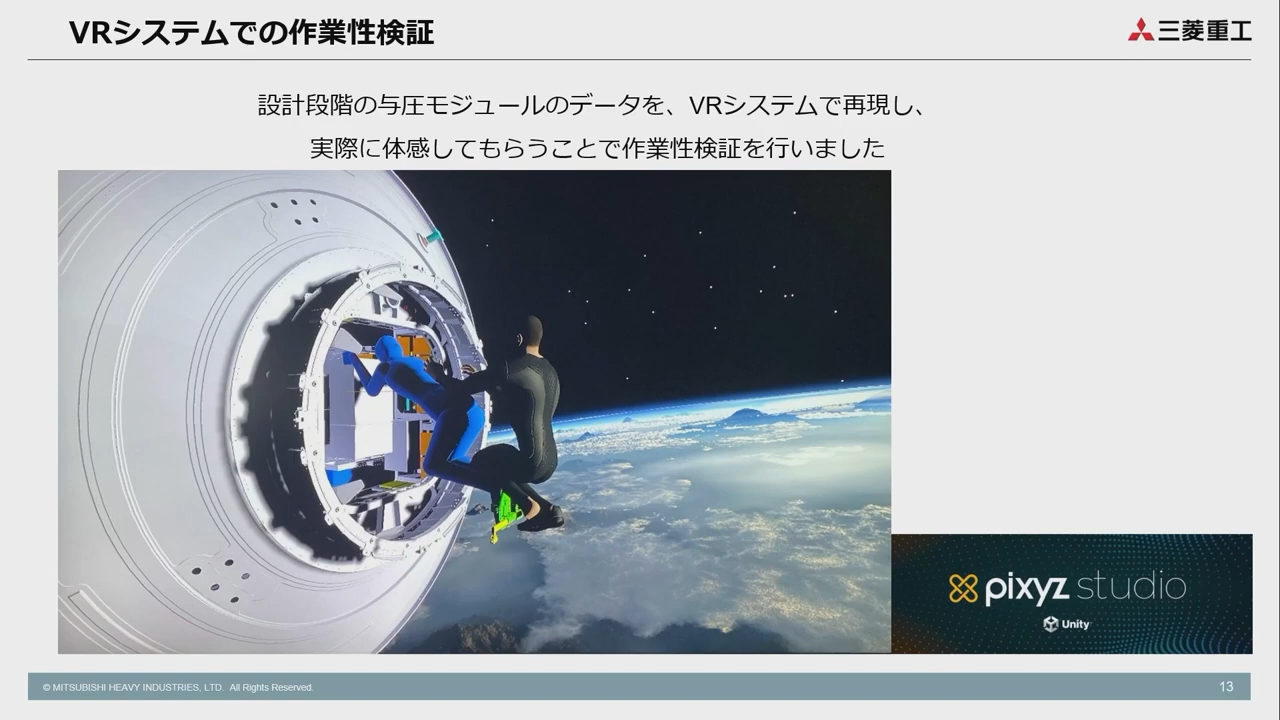 VRシステムでの作業性検証
三菱重工
設計段階の与圧モジュールのデータを、VRシステムで再現し、
実際に体感してもらうことで作業性検証を行いました
pixyz studio
Unity
© MITSUBISHI HEAVY INDUSTRIES, LTD. All Rights Reserved.
13